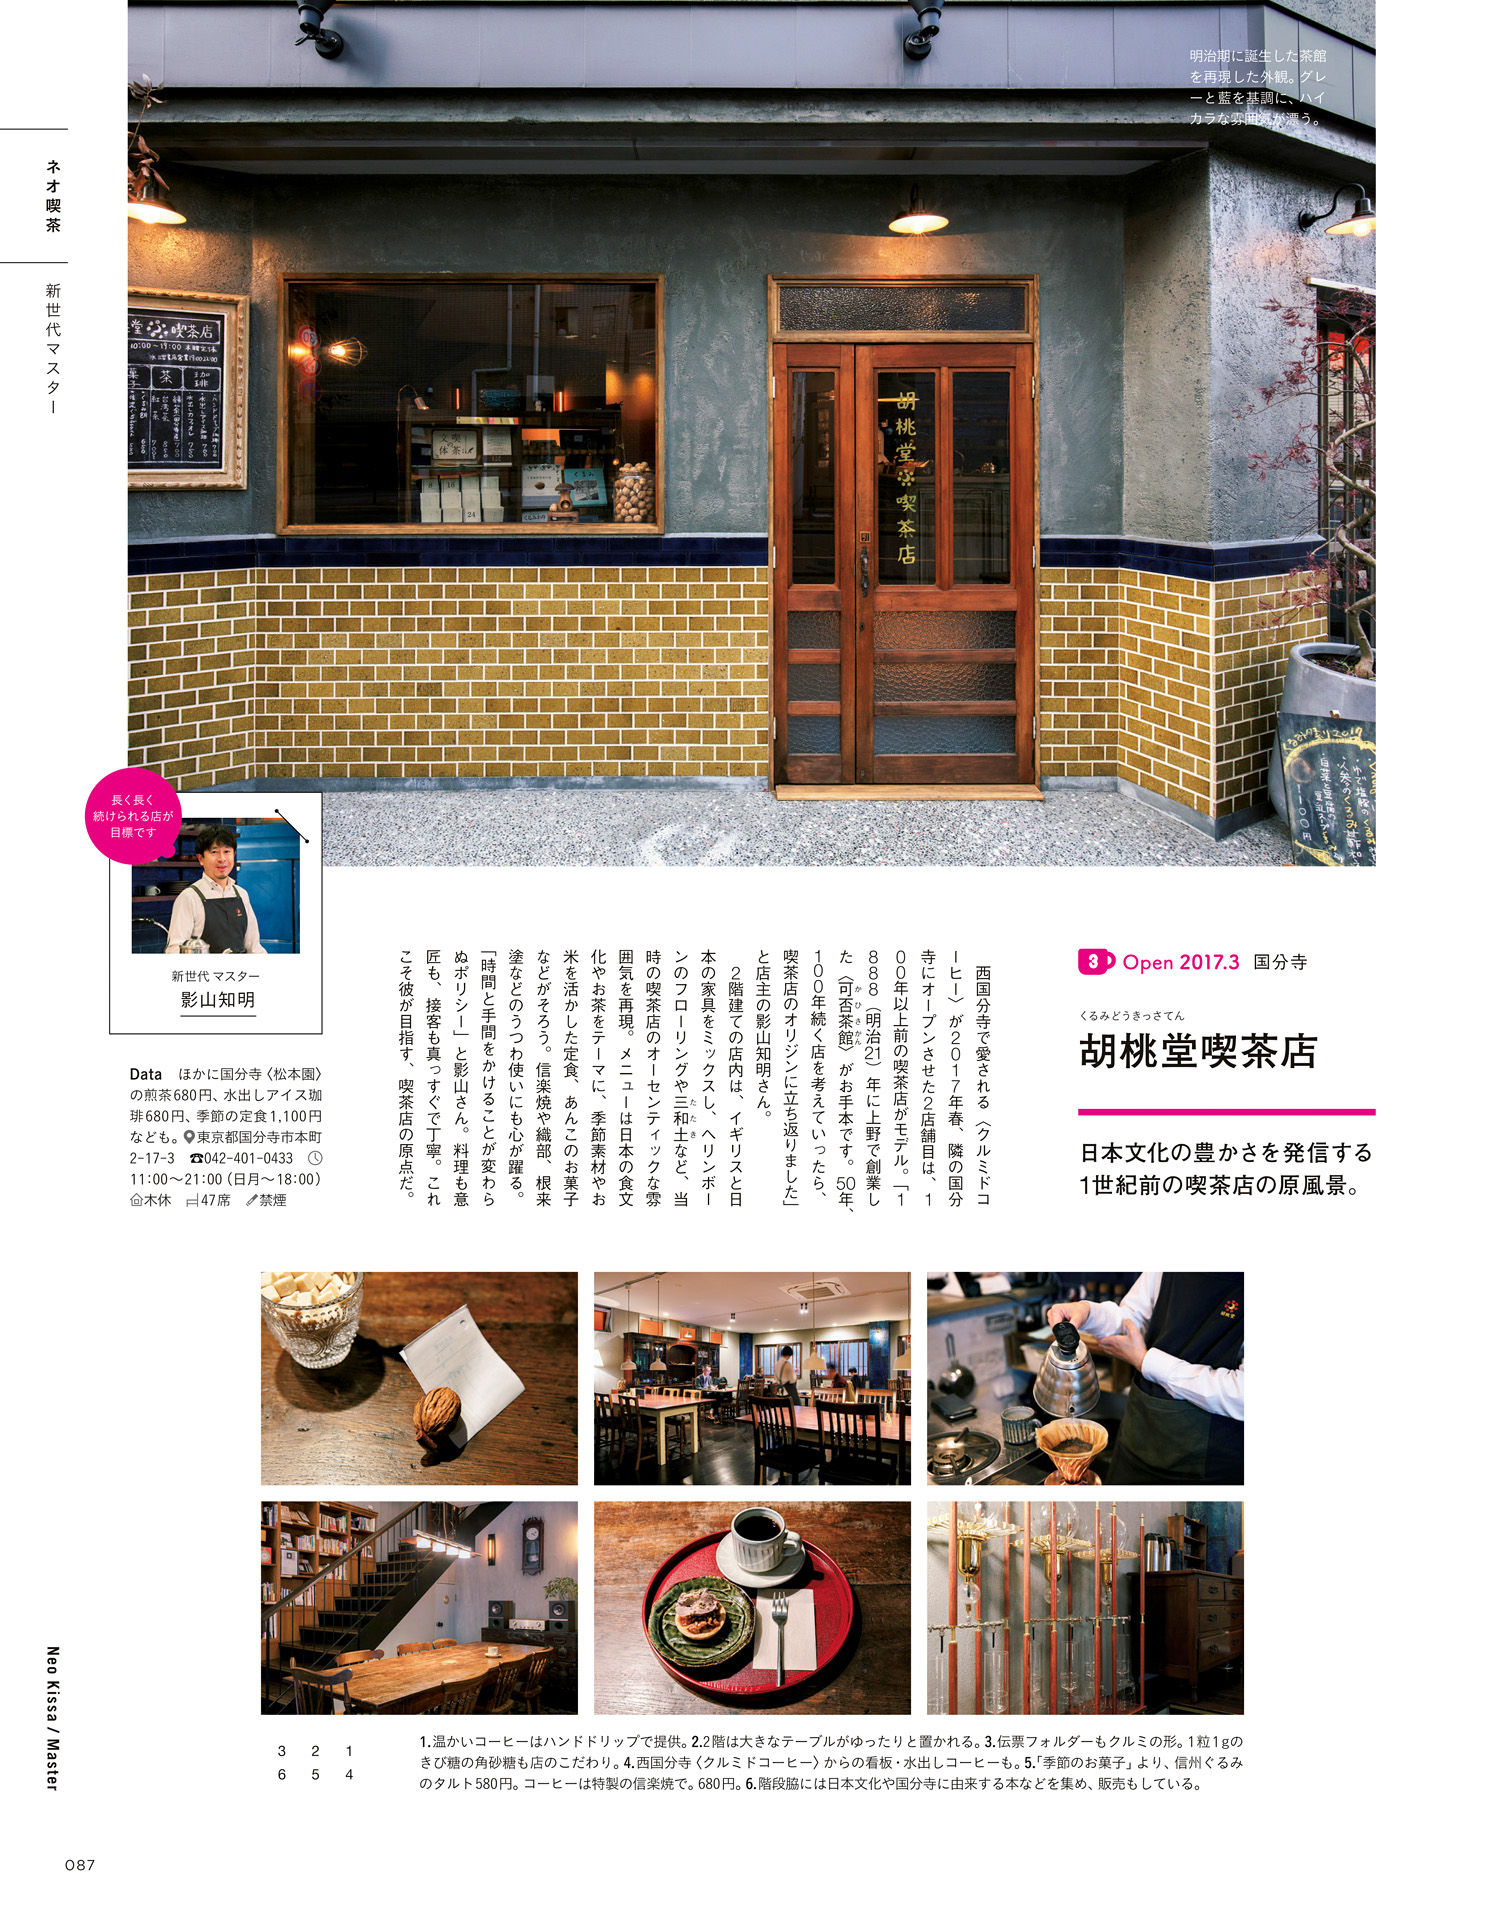 明治期に誕生した茶館
を再現した外観。グレ
ーと藍を基調に、ハイ
カラな雰囲気が漂う。
ネオ喫茶
新世代マスター
喫茶店
茶
珈琲
胡桃堂喫茶店
長く長く
続けられる店が
目標です
新世代 マスター
影山知明
Data ほかに国分寺〈松本園〉
の煎茶680円、水出しアイス珈
琲680円、季節の定食1,100円
なども。東京都国分寺市本町
2-17-3 ☎042-401-0433
11:00〜21:00（日月〜18:00）
木休 47席 禁煙
3 Open 2017.3 国分寺
くるみどうきっさてん
胡桃堂喫茶店
日本文化の豊かさを発信する
1世紀前の喫茶店の原風景。
西国分寺で愛される〈クルミドコ
ーヒー〉が2017年春、隣の国分
寺にオープンさせた2店舗目は、1
00年以上前の喫茶店がモデル。「1
888（明治21）年に上野で創業し
た〈可否茶館〉がお手本です。50年、
100年続く店を考えていったら、
喫茶店のオリジンに立ち返りました」
と店主の影山知明さん。
2階建ての店内は、イギリスと日
本の家具をミックスし、ヘリンボー
ンのフローリングや三和土など、当
時の喫茶店のオーセンティックな雰
囲気を再現。メニューは日本の食文
化やお茶をテーマに、季節素材やお
米を活かした定食、あんこのお菓子
などがそろう。信楽焼や織部、根来
塗などのうつわ使いにも心が躍る。
「時間と手間をかけることが変わら
ぬポリシー」と影山さん。料理も意
匠も、接客も真っすぐで丁寧。これ
こそ彼が目指す、喫茶店の原点だ。
かひさかん
たたき
3 2 1
6 5 4
1.温かいコーヒーはハンドドリップで提供。2.2階は大きなテーブルがゆったりと置かれる。3.伝票フォルダーもクルミの形。1粒1gの
きび糖の角砂糖も店のこだわり。4.西国分寺〈クルミドコーヒー〉からの看板・水出しコーヒーも。5.「季節のお菓子」より、信州ぐるみ
のタルト580円。コーヒーは特製の信楽焼で。680円。6.階段脇には日本文化や国分寺に由来する本などを集め、販売もしている。
Neo Kissa / Master
087